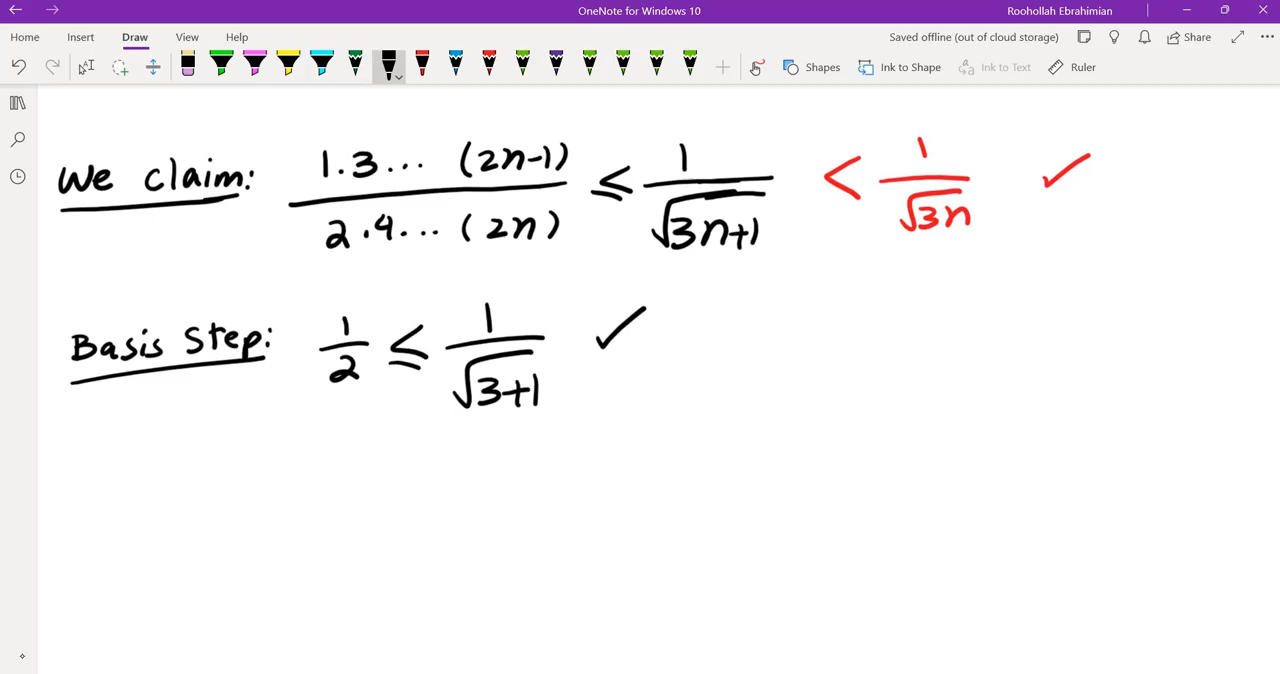 OneNote for Windows 10
Roohollah Ebrahimian
Home Insert Draw View Help
Saved offline (out of cloud storage)
Share
Shapes
Ink to Shape
Ink to Text
Ruler
We claim: 1.3... (2n-1) / 2.4... (2n) ≤ 1 / √3n+1 < 1 / √3n ✓
Basis Step: 1/2 ≤ 1 / √3+1 ✓